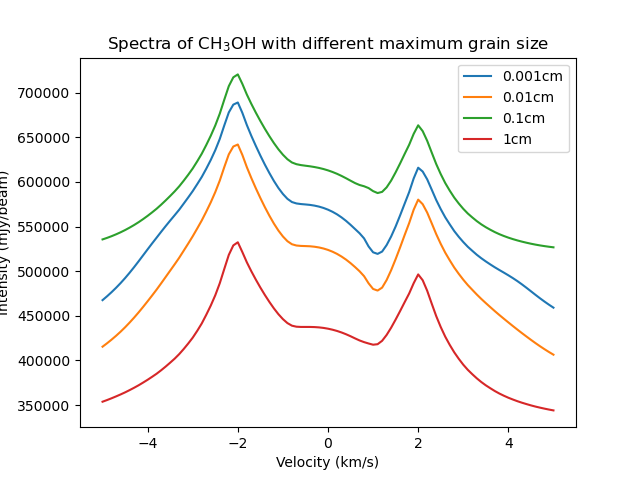 Spectra of CH₃OH with different maximum grain size
Intensity (mJy/beam)
700000
650000
600000
550000
500000
450000
400000
350000
0.001cm
0.01cm
0.1cm
1cm
−4
−2
0
2
4
Velocity (km/s)